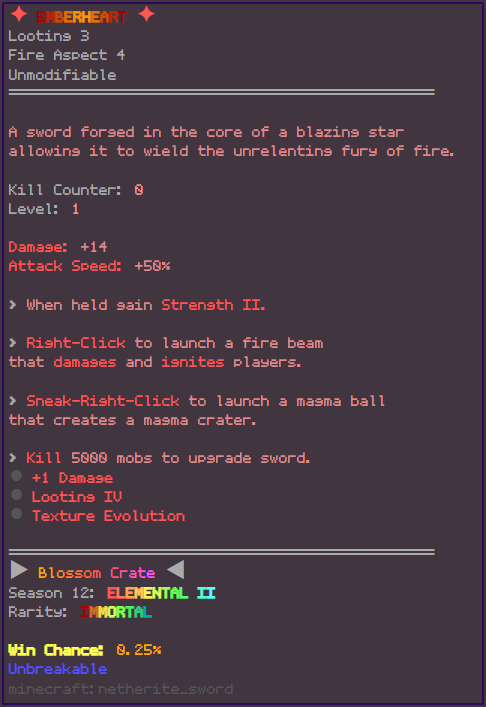 ✦ EMBERHEART ✦
Looting 3
Fire Aspect 4
Unmodifiable
A sword forged in the core of a blazing star
allowing it to wield the unrelenting fury of fire.
Kill Counter: 0
Level: 1
Damage: +14
Attack Speed: +50%
> When held gain Strength II.
> Right-Click to launch a fire beam
that damages and ignites players.
> Sneak-Right-Click to launch a magma ball
that creates a magma crater.
> Kill 5000 mobs to upgrade sword.
● +1 Damage
● Looting IV
● Texture Evolution
▶ Blossom Crate ◀
Season 12: ELEMENTAL II
Rarity: IMMORTAL
Win Chance: 0.25%
Unbreakable
minecraft:netherite_sword